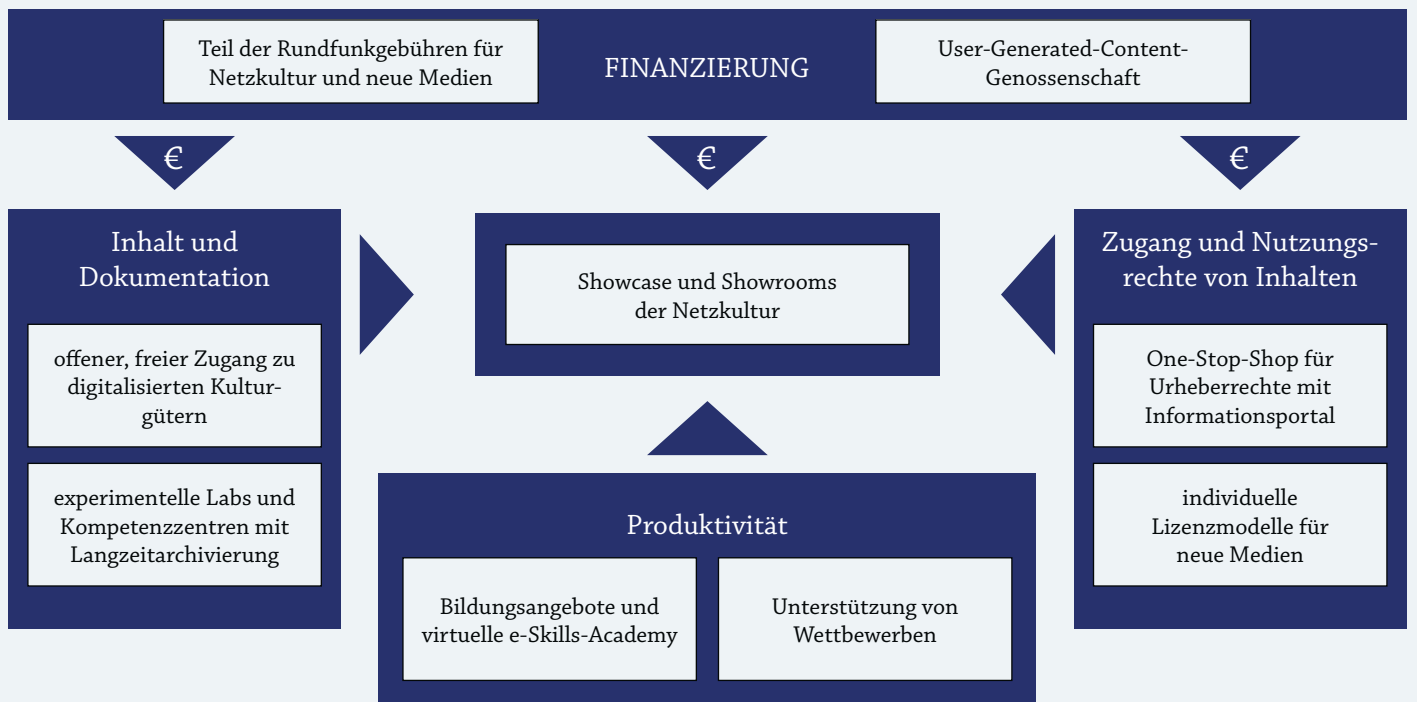 Teil der Rundfunkgebühren für
Netzkultur und neue Medien
FINANZIERUNG
User-Generated-Content-
Genossenschaft
€
€
€
Inhalt und
Dokumentation
offener, freier Zugang zu
digitalisierten Kultur-
gütern
experimentelle Labs und
Kompetenzzentren mit
Langzeitarchivierung
Showcase und Showrooms
der Netzkultur
Zugang und Nutzungs-
rechte von Inhalten
One-Stop-Shop für
Urheberrechte mit
Informationsportal
individuelle
Lizenzmodelle für
neue Medien
Produktivität
Bildungsangebote und
virtuelle e-Skills-Academy
Unterstützung von
Wettbewerben